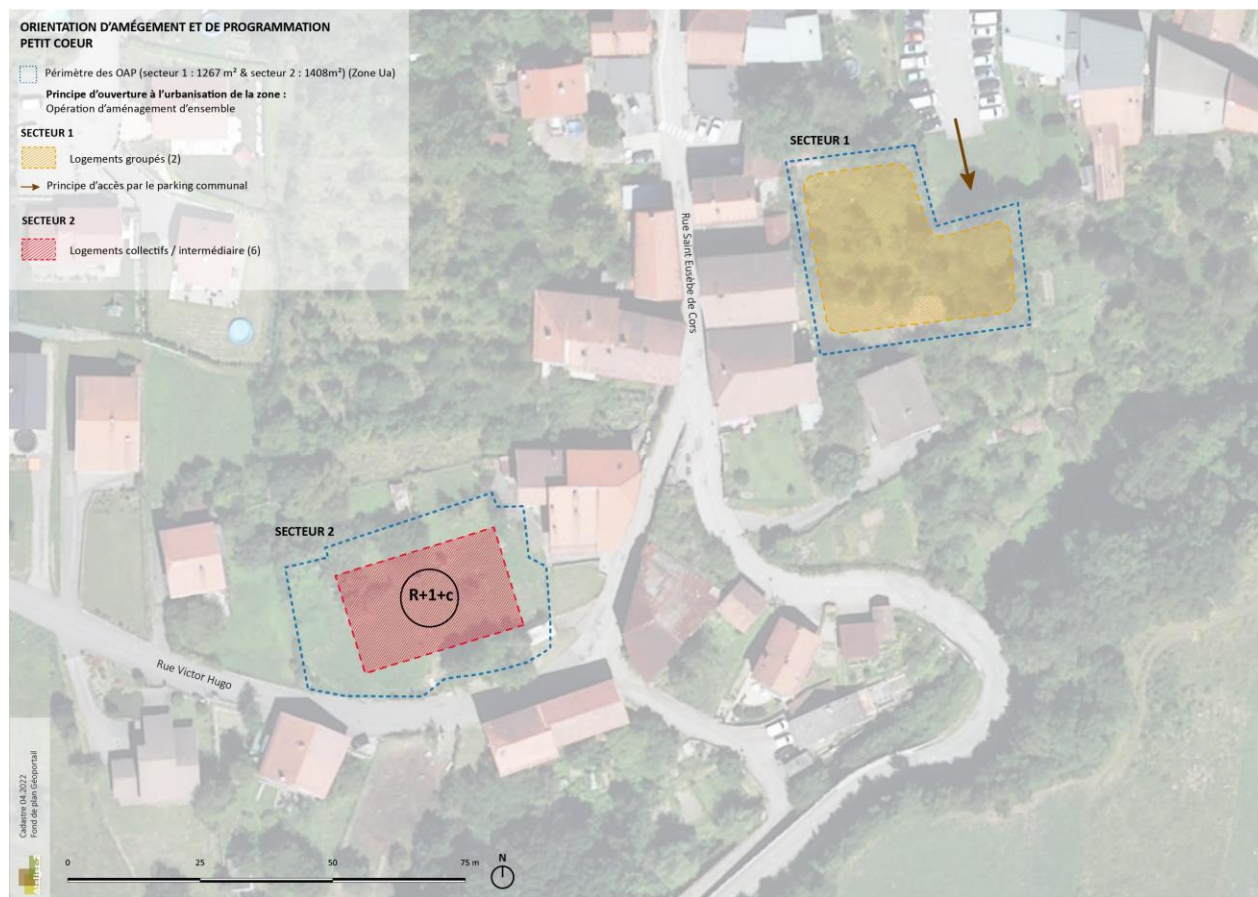 ORIENTATION D'AMÉGEMENT ET DE PROGRAMMATION
PETIT COEUR
Périmètre des OAP (secteur 1 : 1267 m² & secteur 2 : 1408m²) (Zone Ua)
Principe d'ouverture à l'urbanisation de la zone :
Opération d'aménagement d'ensemble
SECTEUR 1
Logements groupés (2)
Principe d'accès par le parking communal
SECTEUR 2
Logements collectifs / intermédiaire (6)
SECTEUR 1
Rue Saint Eusèbe de Cors
SECTEUR 2
R+1+c
Rue Victor Hugo
Cadastre 04.2022
Fond de plan Géoportail
0 25 50 75 m
N